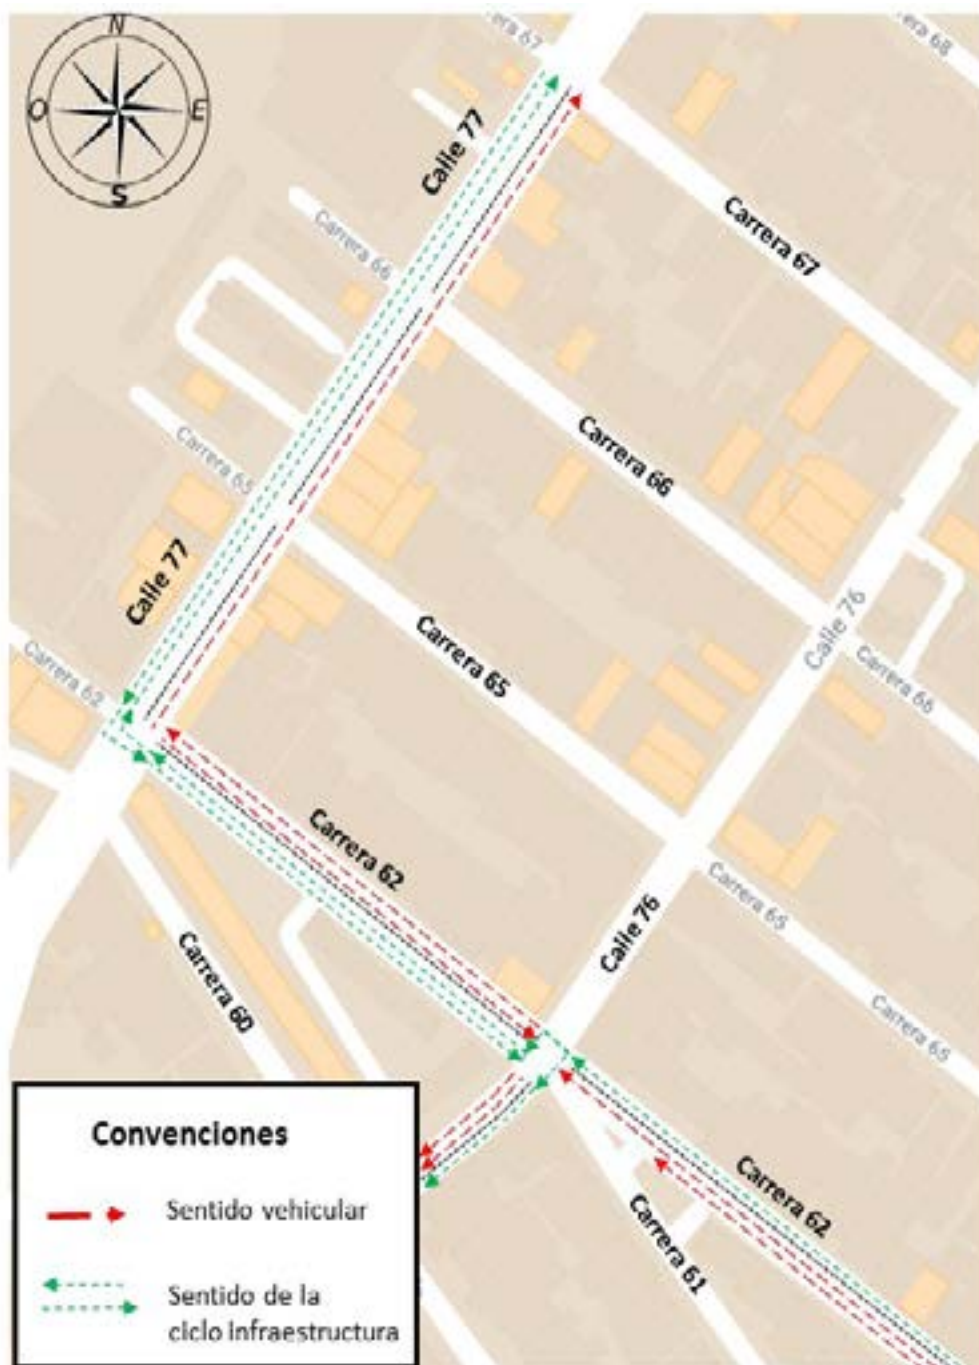 N
O
E
S
Carrera 67
Carrera 68
Calle 77
Carrera 67
Carrera 66
Carrera 66
Carrera 65
Calle 77
Carrera 65
Calle 76
Carrera 66
Carrera 62
Carrera 62
Carrera 65
Calle 76
Carrera 60
Carrera 65
Carrera 62
Carrera 61
Convenciones
Sentido vehicular
Sentido de la
ciclo infraestructura